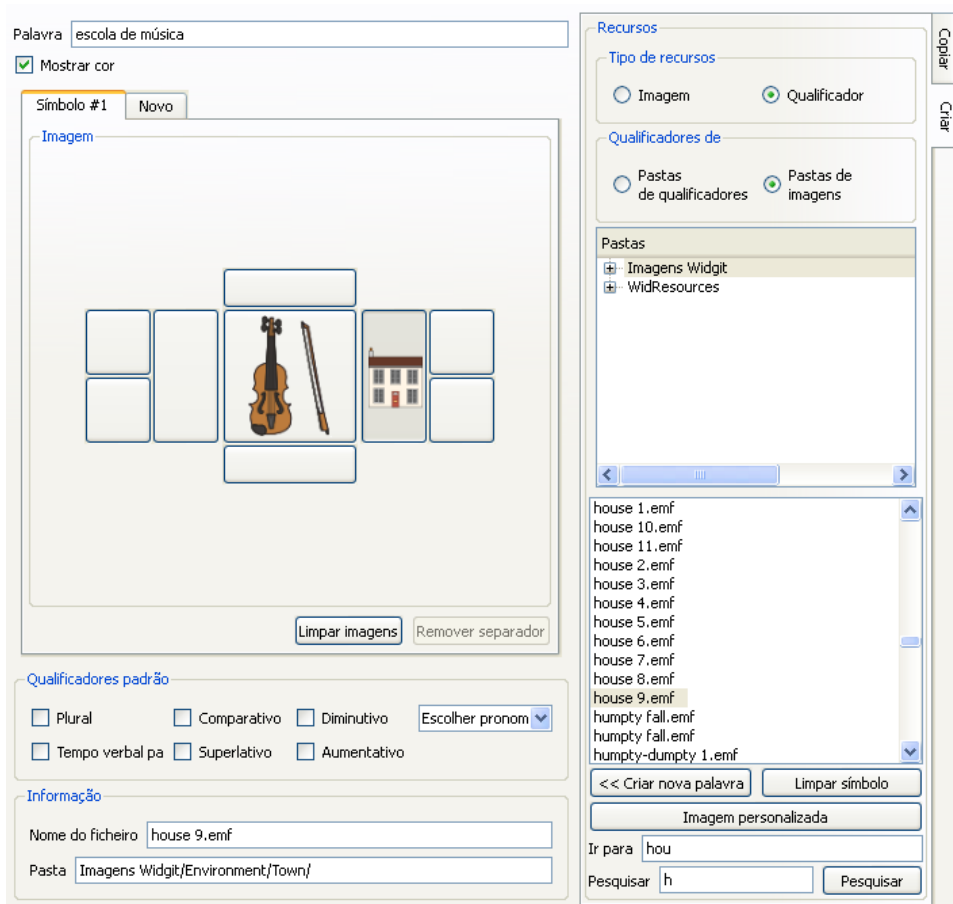 Palavra escola de música
Mostrar cor
Símbolo #1 Novo
Imagem
Limpar imagens Remover separador
Qualificadores padrão
Plural Comparativo Diminutivo Escolher pronom
Tempo verbal pa Superlativo Aumentativo
Informação
Nome do ficheiro house 9.emf
Pasta Imagens Widgit/Environment/Town/
Recursos
Tipo de recursos
Imagem Qualificador
Qualificadores de
Pastas
de qualificadores
Pastas de
imagens
Pastas
Imagens Widgit
WidResources
house 1.emf
house 10.emf
house 11.emf
house 2.emf
house 3.emf
house 4.emf
house 5.emf
house 6.emf
house 7.emf
house 8.emf
house 9.emf
humpty fall.emf
humpty fall.emf
humpty-dumpty 1.emf
<< Criar nova palavra Limpar símbolo
Imagem personalizada
Ir para hou
Pesquisar h Pesquisar
Copiar
Criar